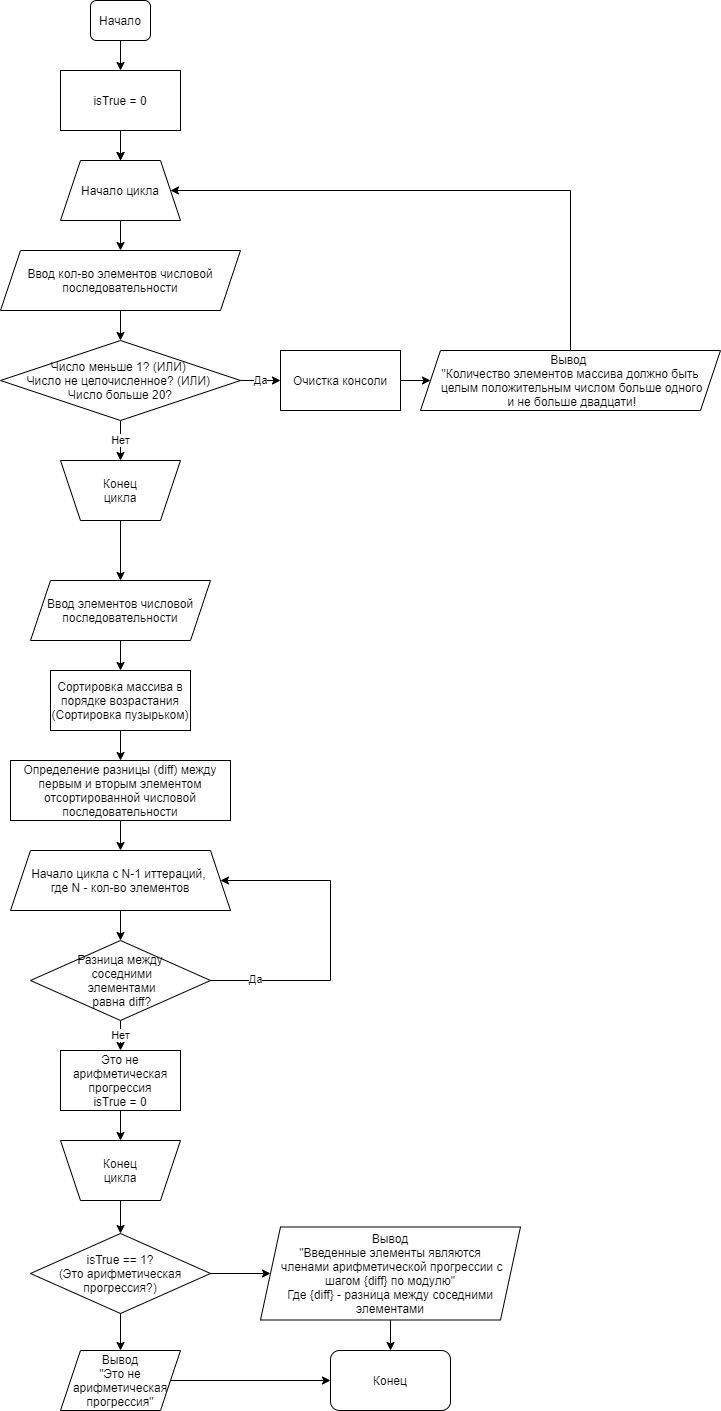 Начало
isTrue = 0
Начало цикла
Ввод кол-во элементов числовой
последовательности
Число меньше 1? (ИЛИ)
Число не целочисленное? (ИЛИ)
Число больше 20?
Да
Очистка консоли
Вывод
"Количество элементов массива должно быть
целым положительным числом больше одного
и не больше двадцати!
Нет
Конец
цикла
Ввод элементов числовой
последовательности
Сортировка массива в
порядке возрастания
(Сортировка пузырьком)
Определение разницы (diff) между
первым и вторым элементом
отсортированной числовой
последовательности
Начало цикла с N-1 иттераций,
где N - кол-во элементов
Разница между
соседними
элементами
равна diff?
Да
Нет
Это не
арифметическая
прогрессия
isTrue = 0
Конец
цикла
isTrue == 1?
(Это арифметическая
прогрессия?)
Вывод
"Введенные элементы являются
членами арифметической прогрессии с
шагом {diff} по модулю"
Где {diff} - разница между соседними
элементами
Вывод
"Это не
арифметическая
прогрессия"
Конец